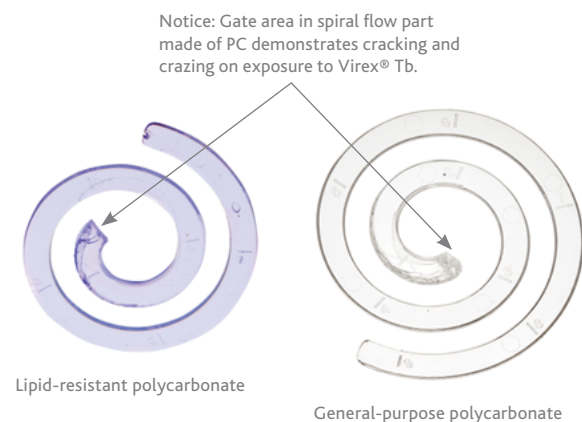 Notice: Gate area in spiral flow part
made of PC demonstrates cracking and
crazing on exposure to Virex® Tb.
Lipid-resistant polycarbonate
General-purpose polycarbonate